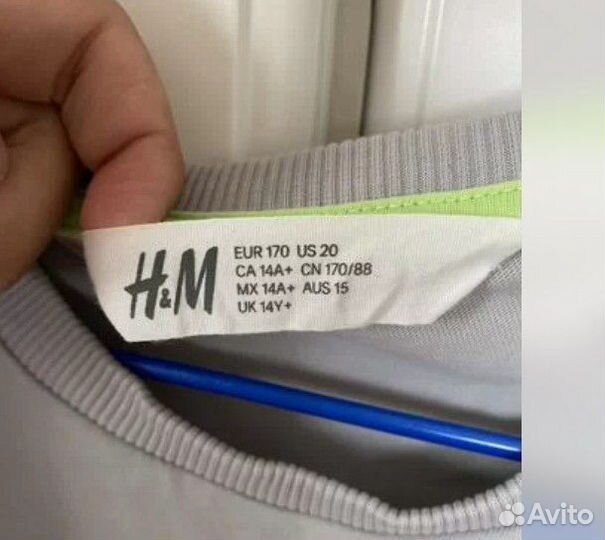 H&M
EUR 170 US 20
CA 14A+ CN 170/88
MX 14A+ AUS 15
UK 14Y+
Avito